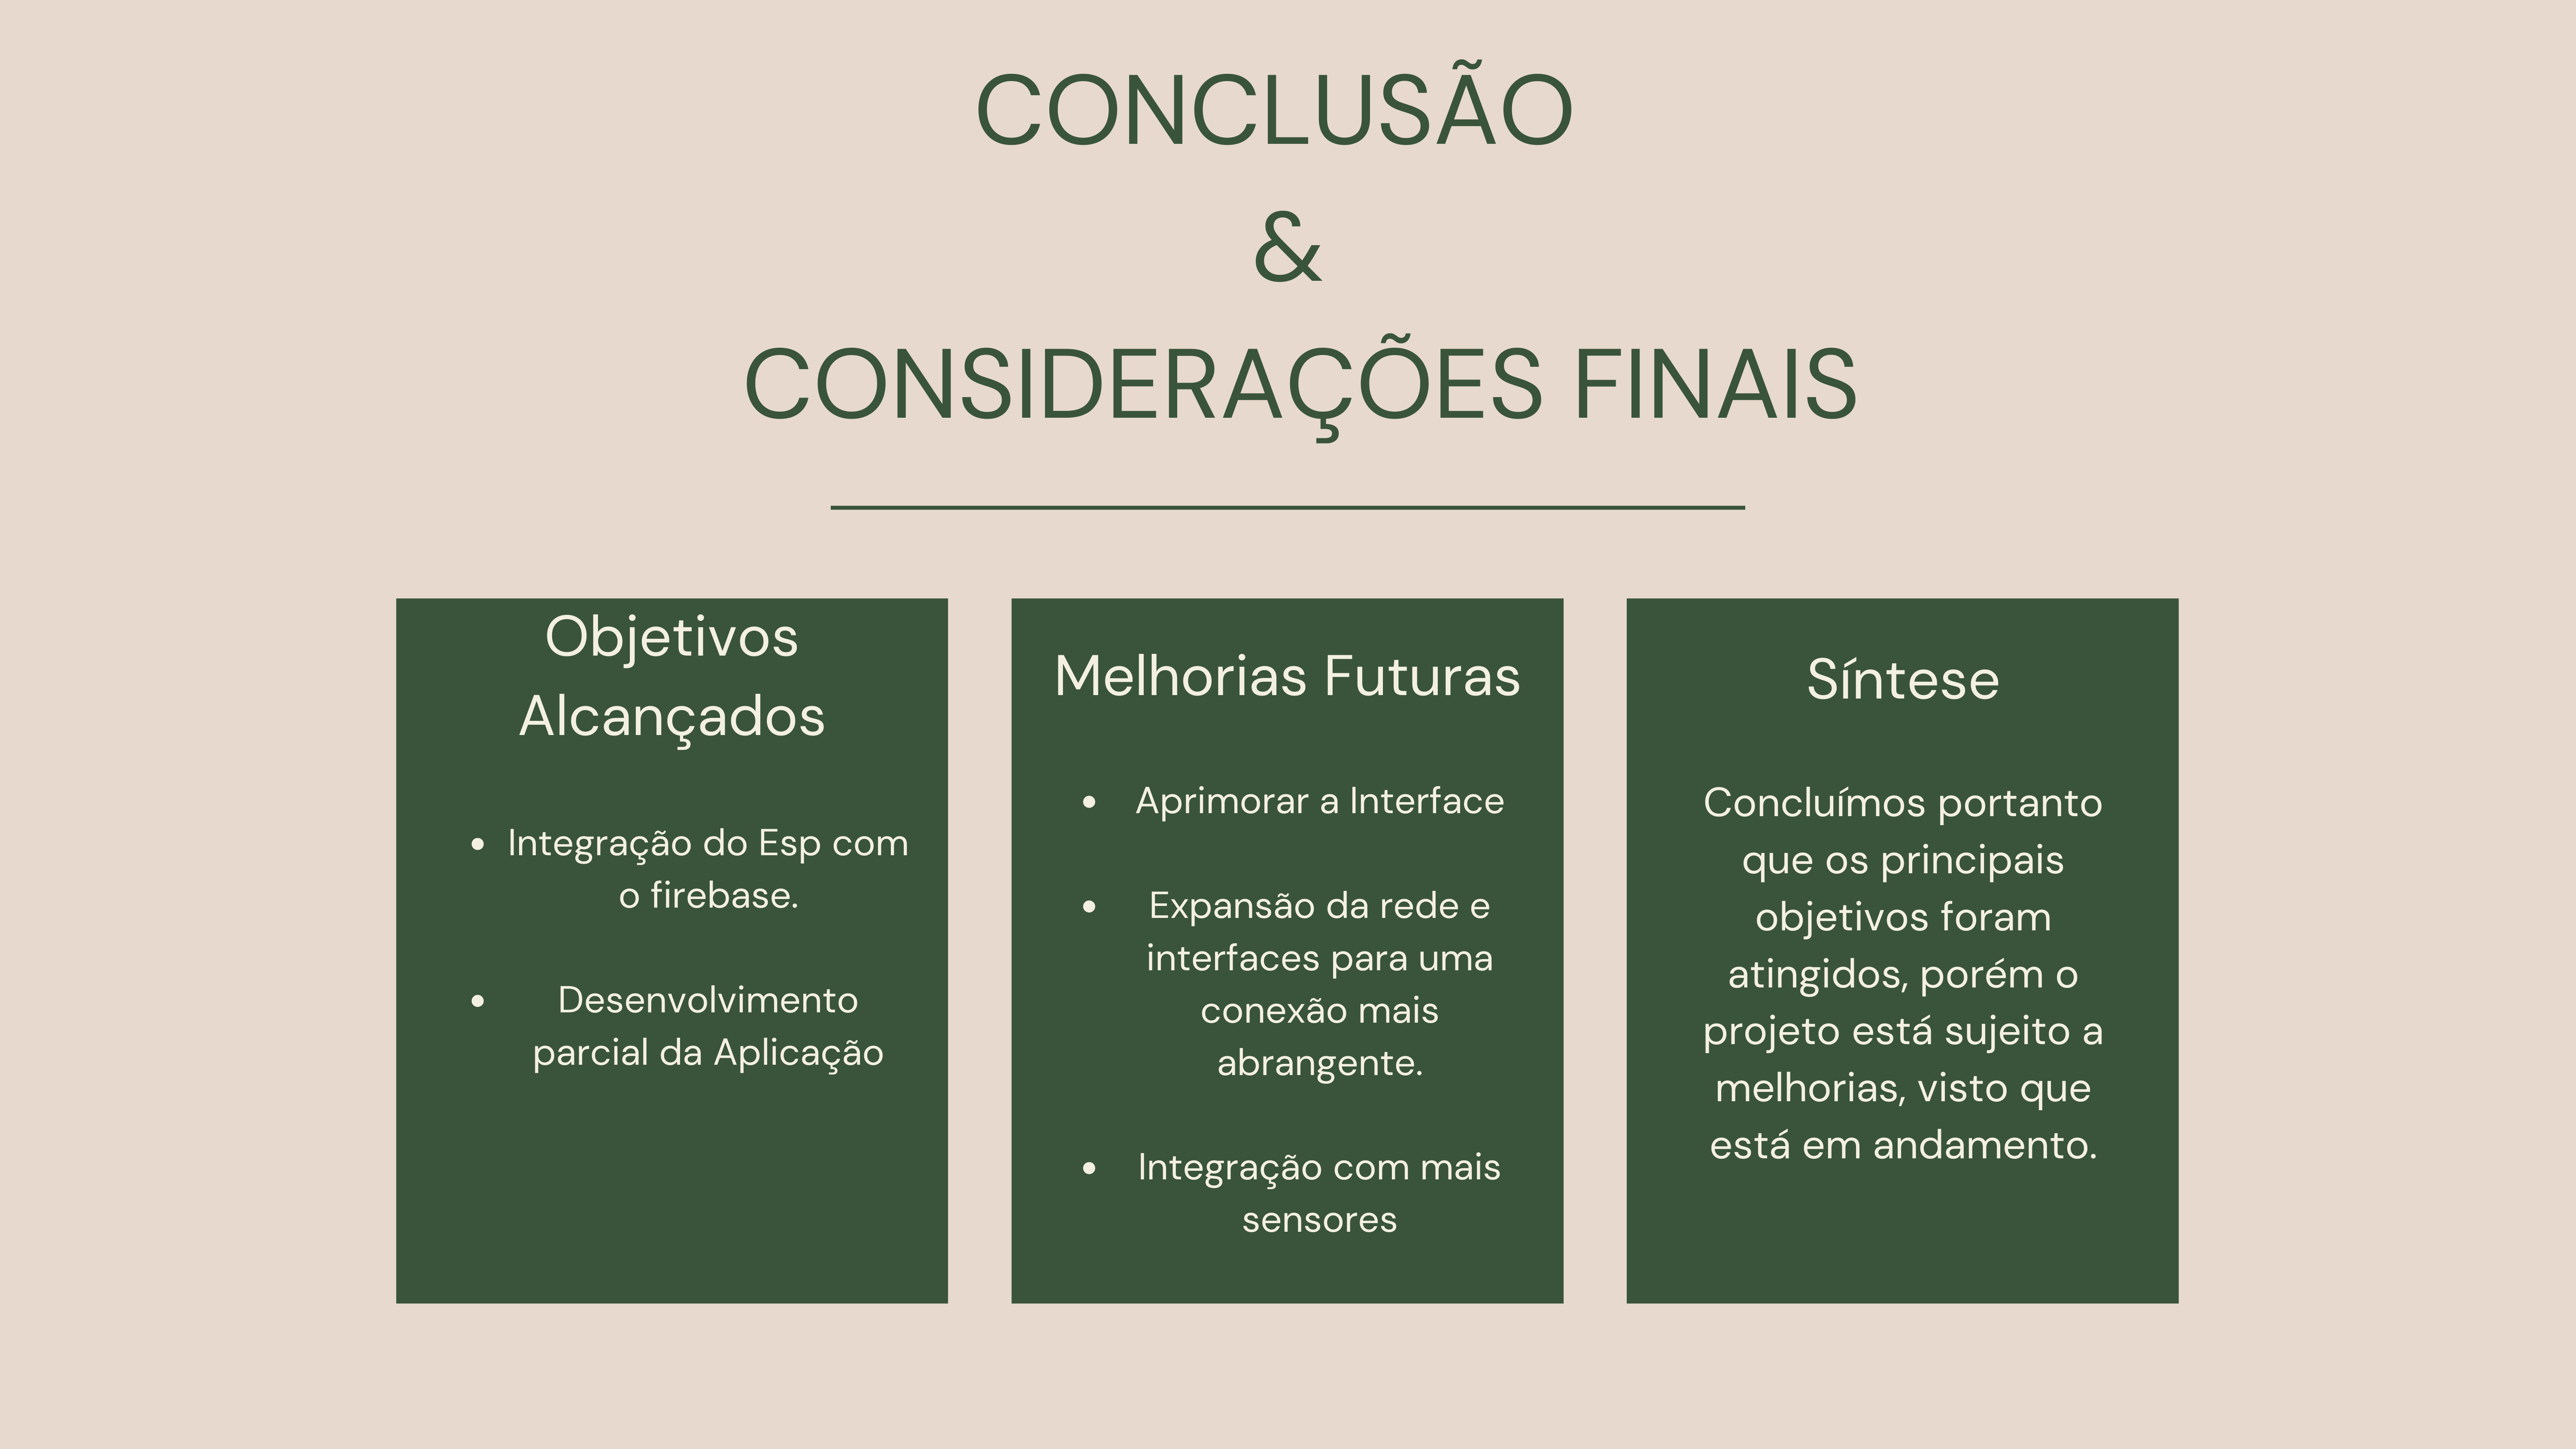 CONCLUSÃO
&
CONSIDERAÇÕES FINAIS
Objetivos
Alcançados
• Integração do Esp com
o firebase.
• Desenvolvimento
parcial da Aplicação
Melhorias Futuras
• Aprimorar a Interface
• Expansão da rede e
interfaces para uma
conexão mais
abrangente.
• Integração com mais
sensores
Síntese
Concluímos portanto
que os principais
objetivos foram
atingidos, porém o
projeto está sujeito a
melhorias, visto que
está em andamento.